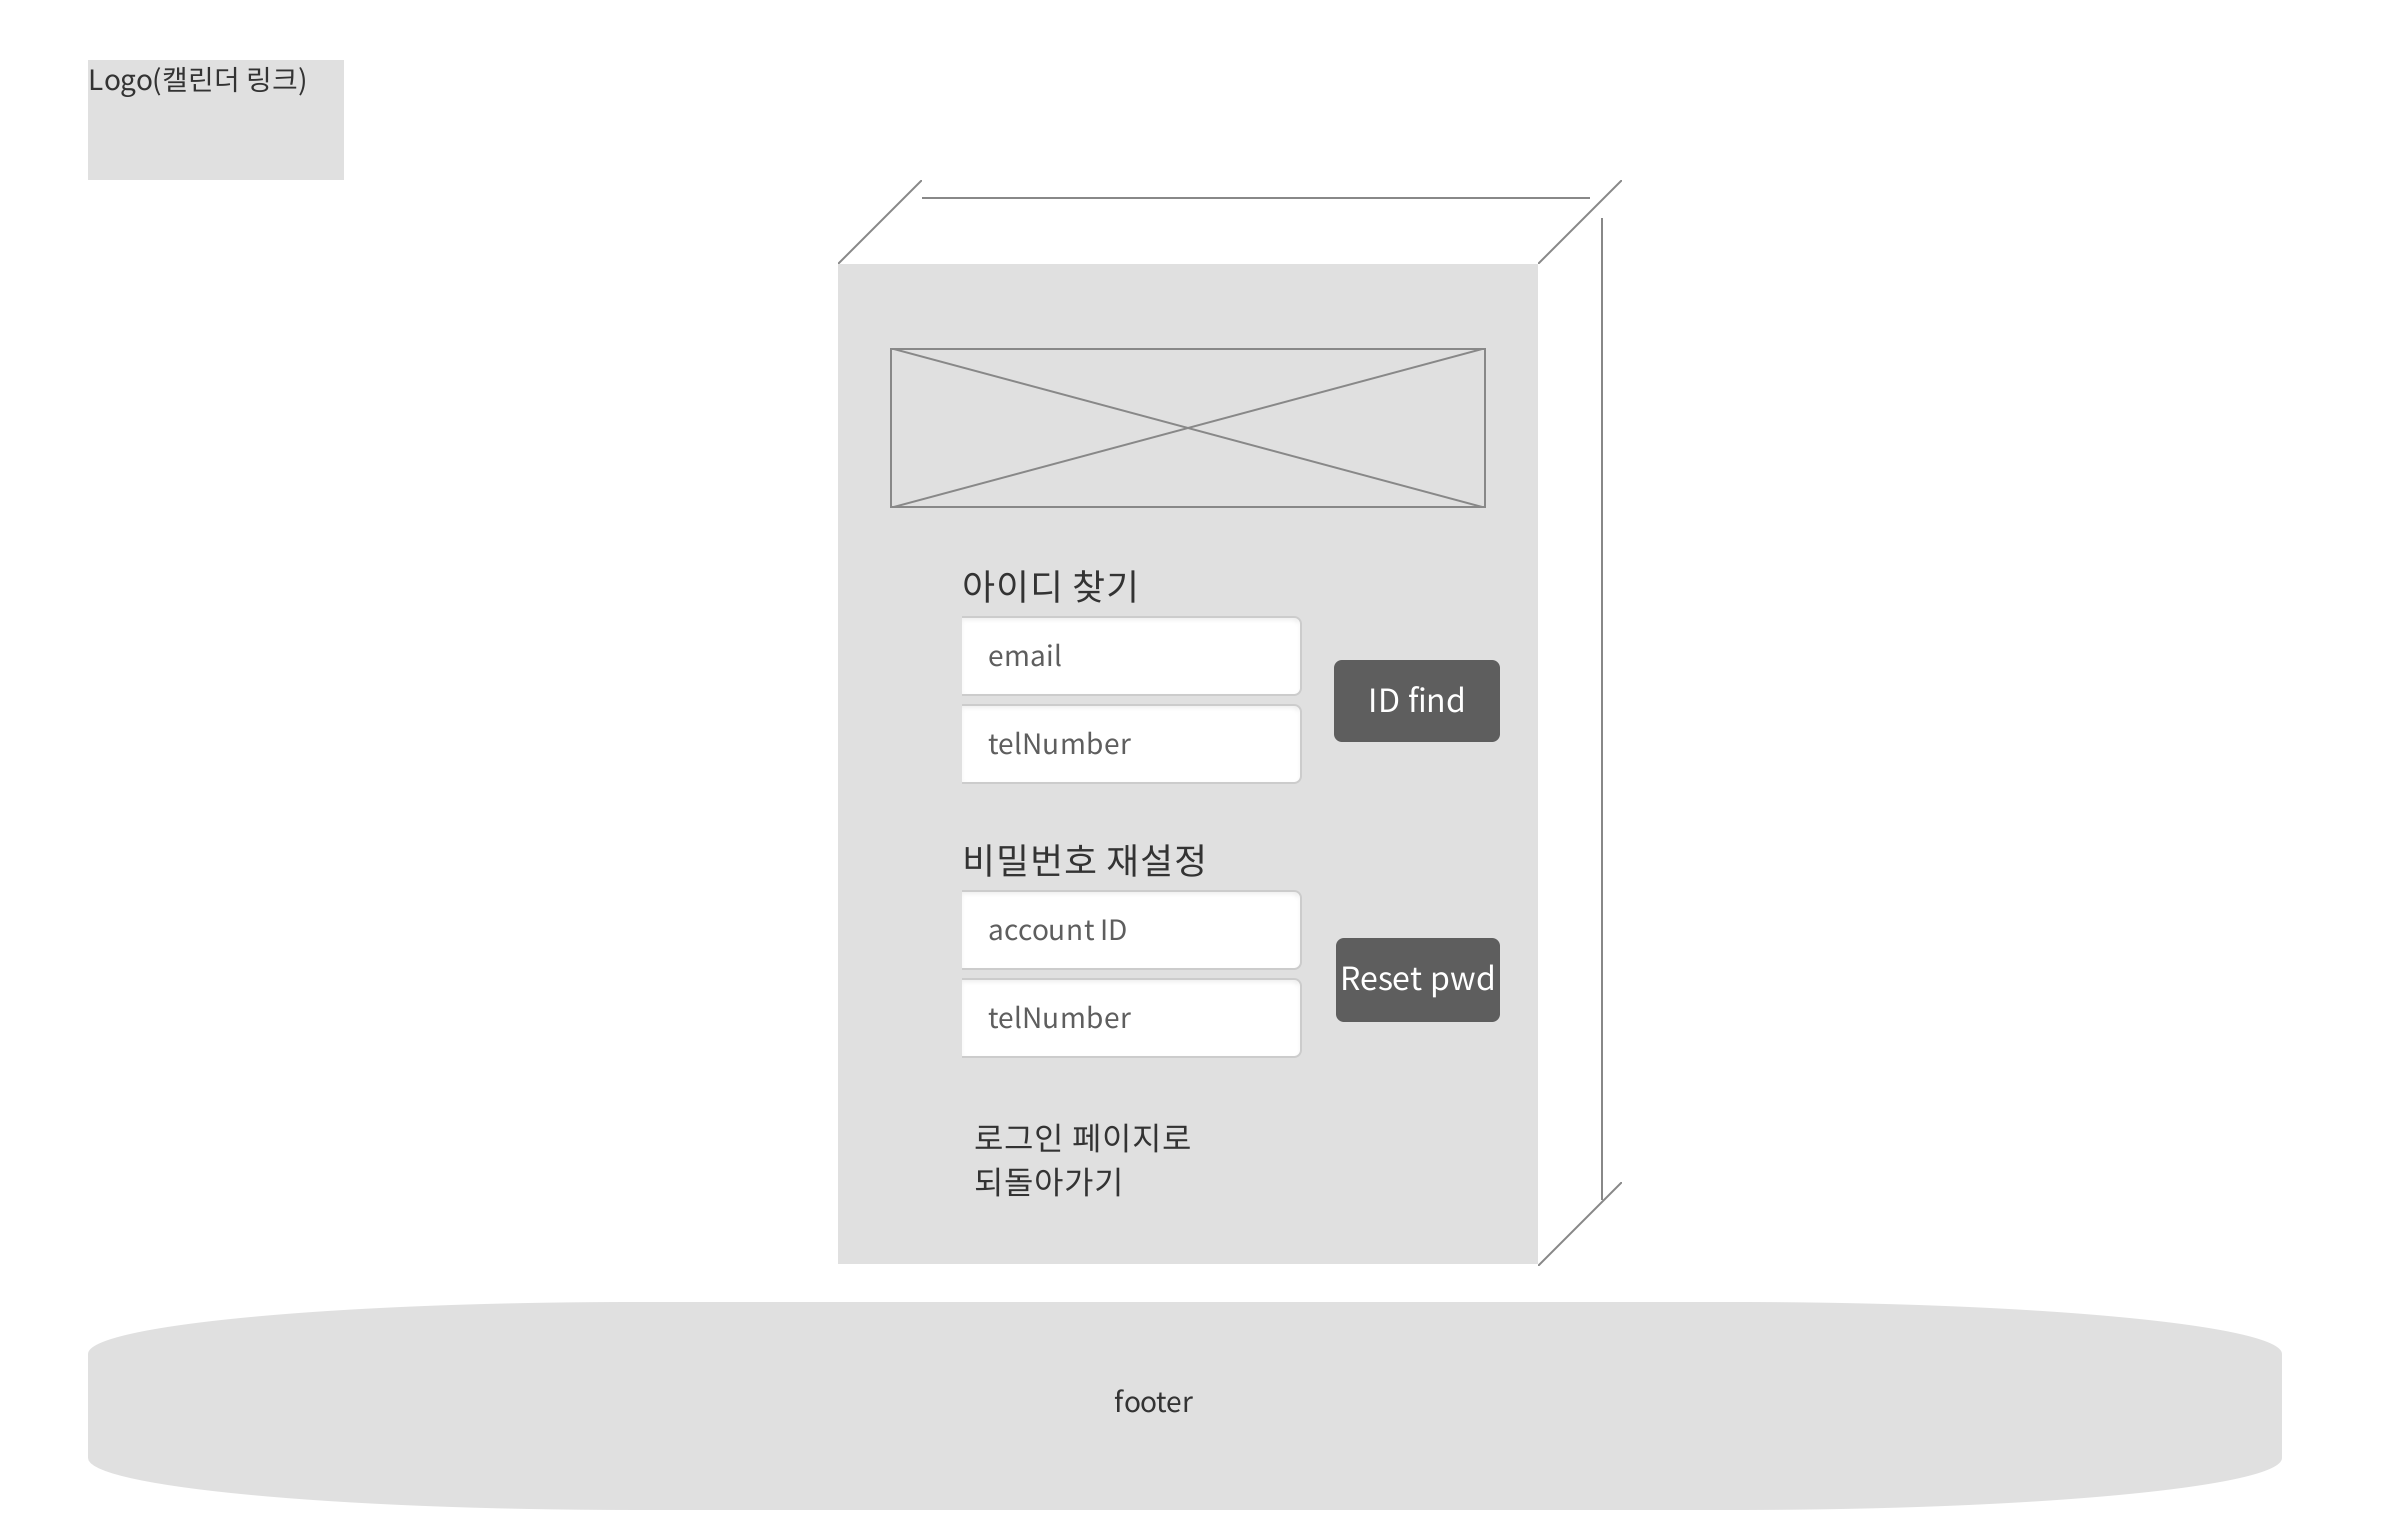 Logo(캘린더 링크)
아이디 찾기
email
telNumber
ID find
비밀번호 재설정
account ID
telNumber
Reset pwd
로그인 페이지로
되돌아가기
footer